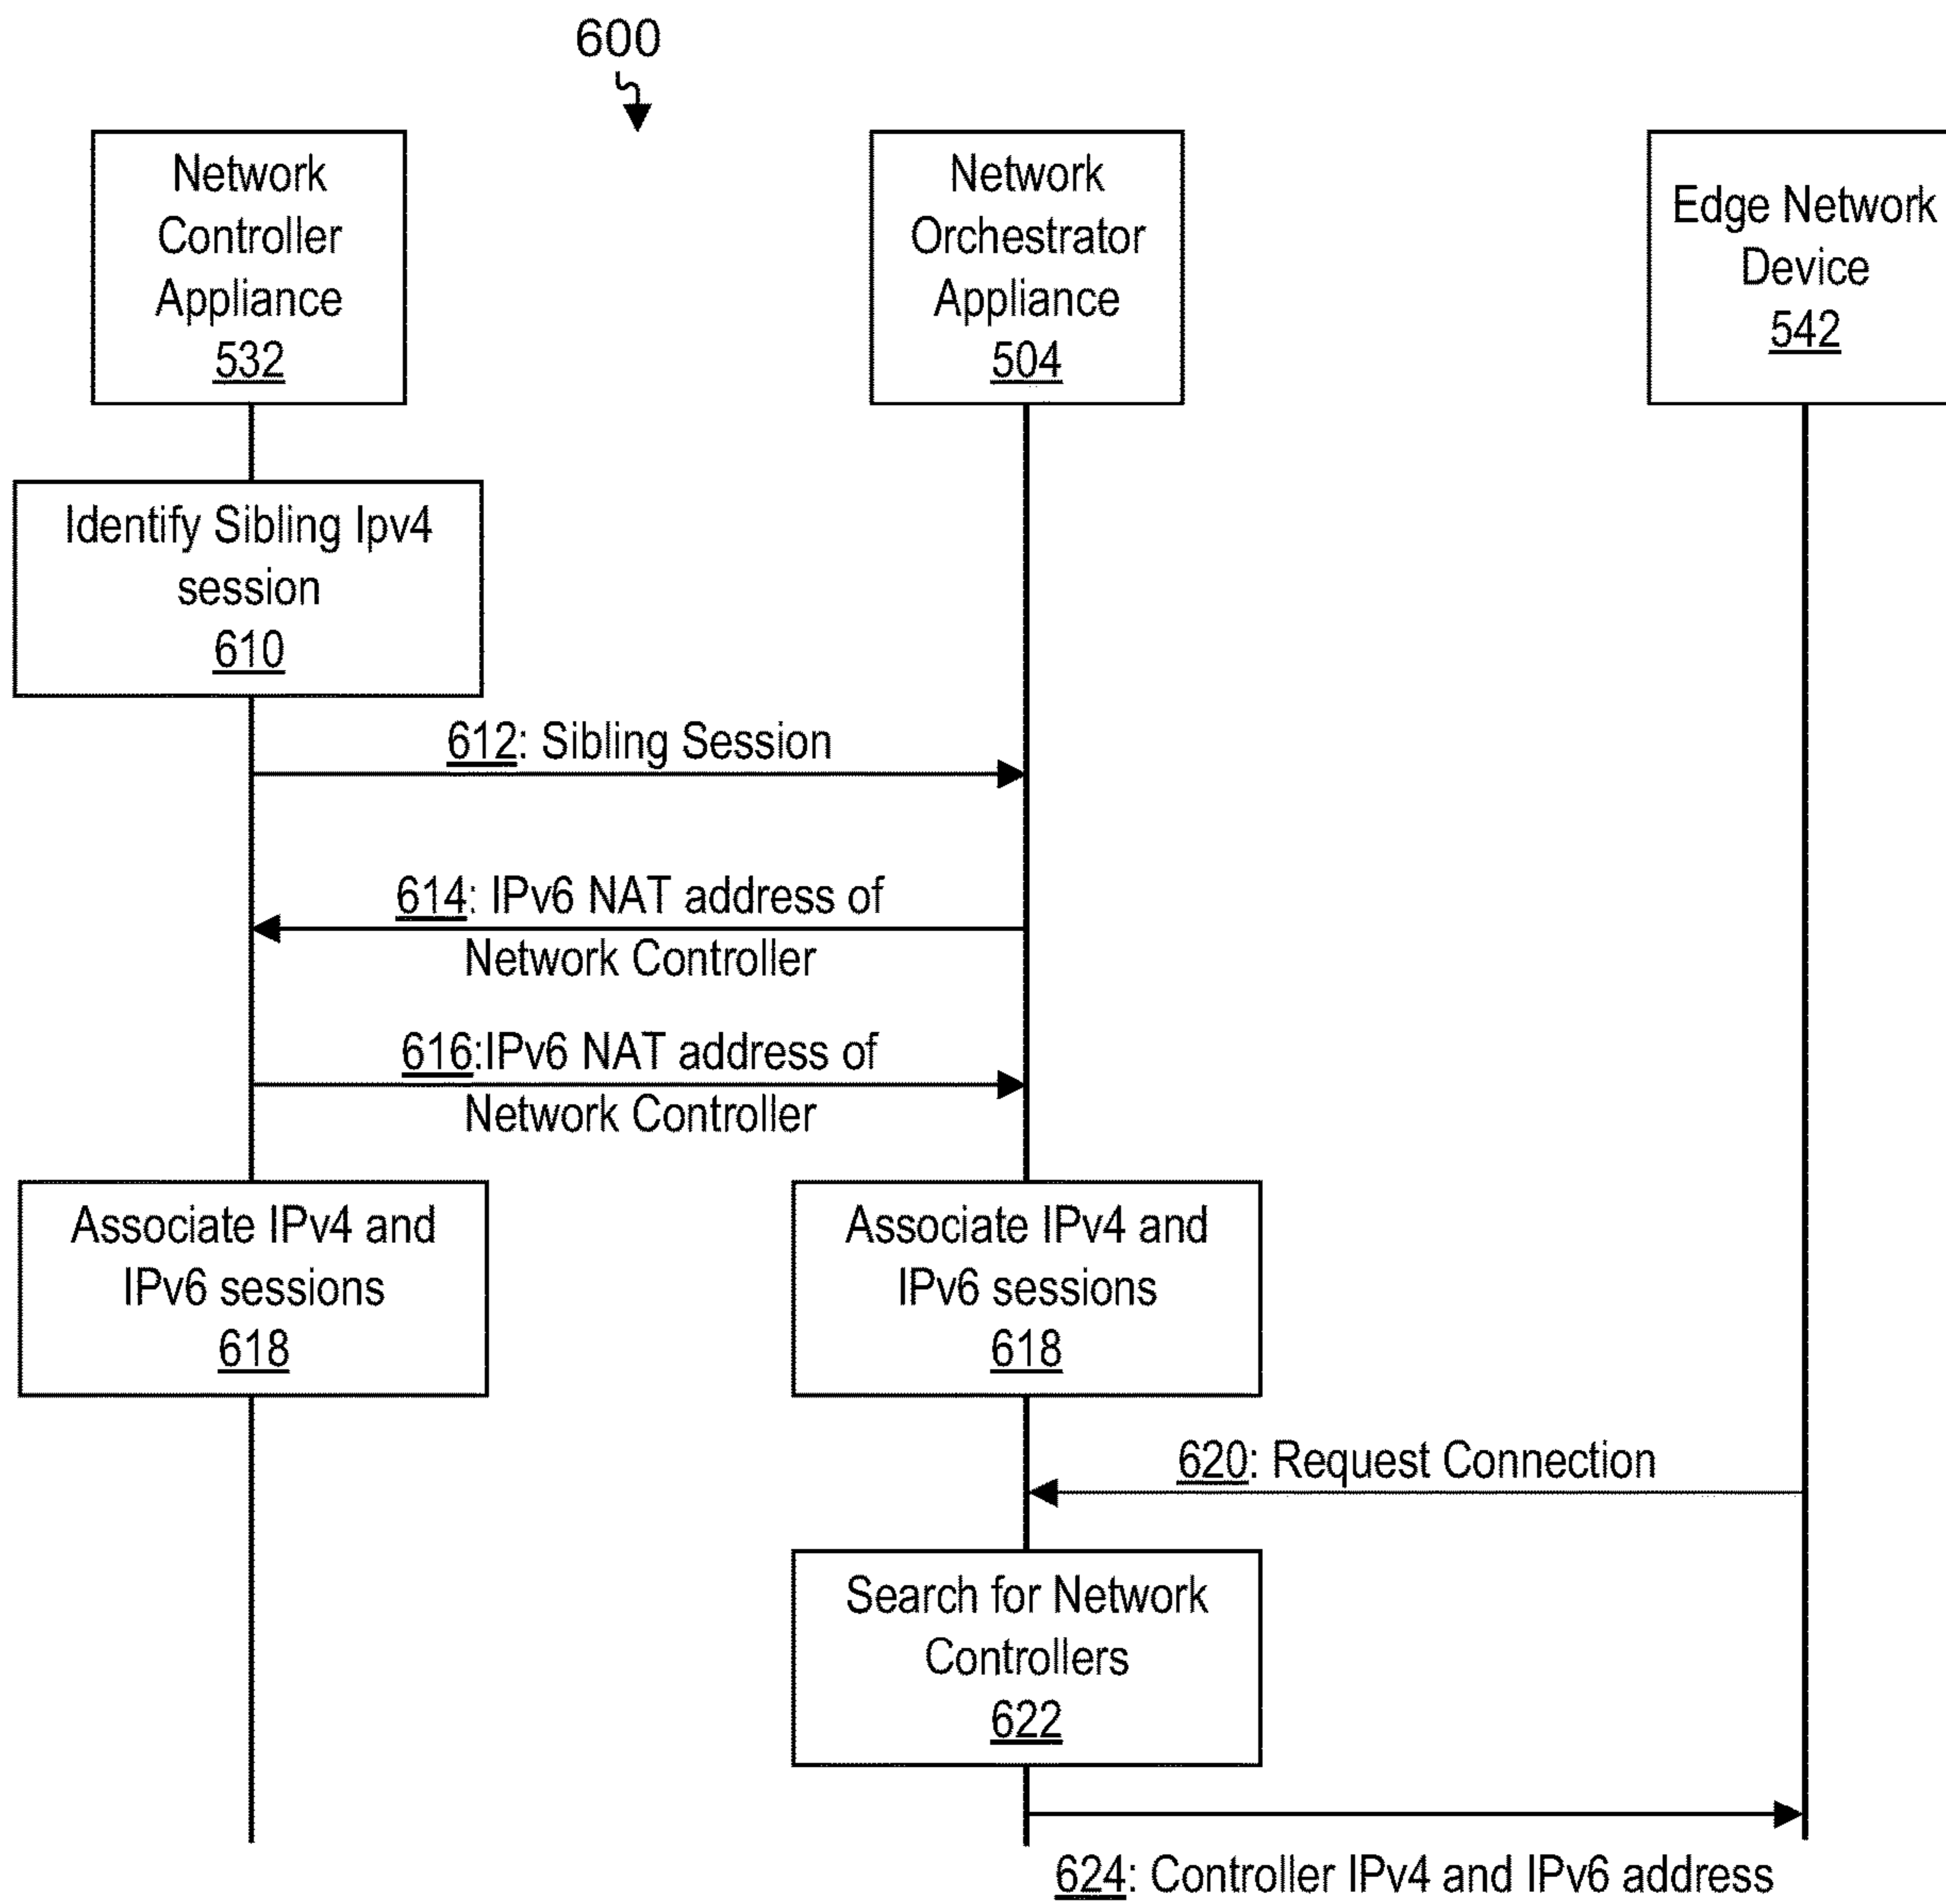 600
Network
Controller
Appliance
532
Network
Orchestrator
Appliance
504
Edge Network
Device
542
Identify Sibling Ipv4
session
610
612: Sibling Session
614: IPv6 NAT address of
Network Controller
616:IPv6 NAT address of
Network Controller
Associate IPv4 and
IPv6 sessions
618
Associate IPv4 and
IPv6 sessions
618
620: Request Connection
Search for Network
Controllers
622
624: Controller IPv4 and IPv6 address